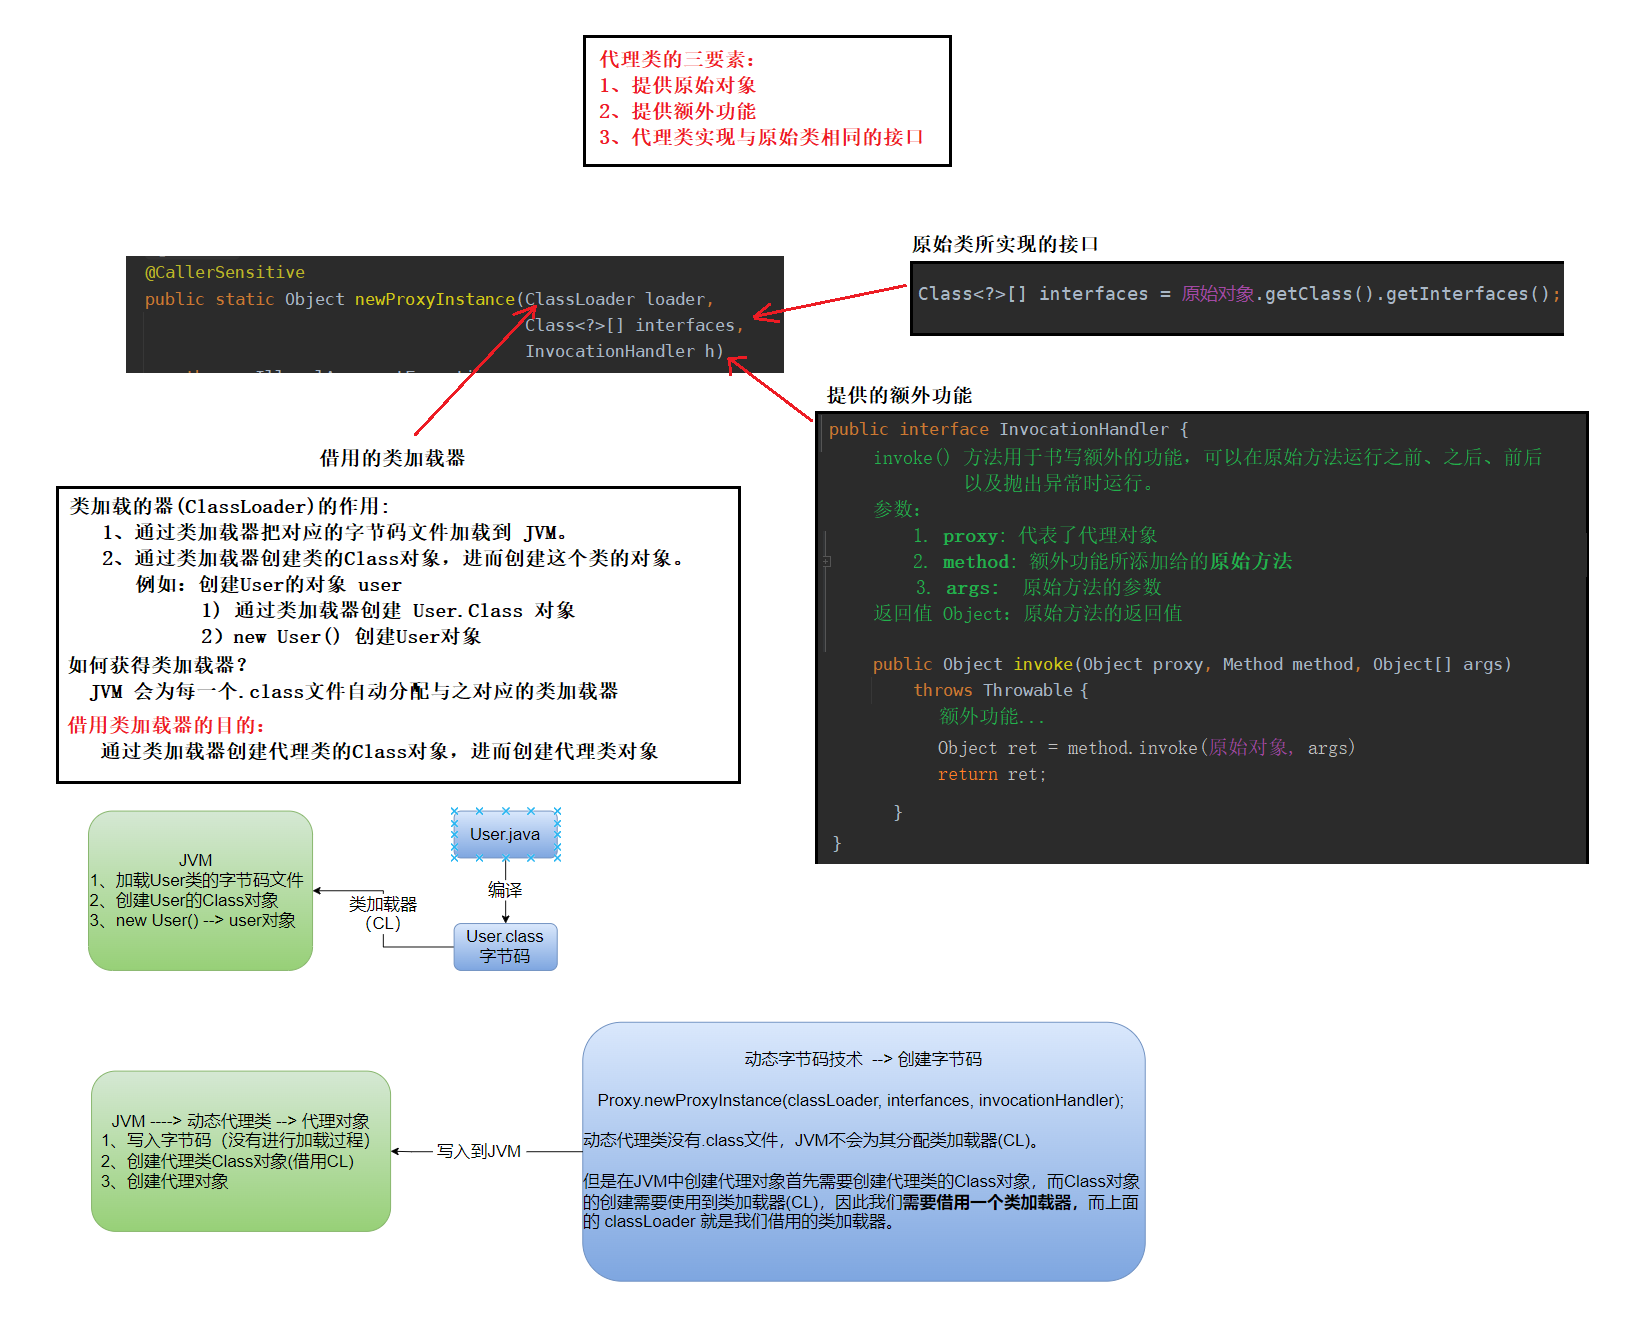 代理类的三要素：
1、提供原始对象
2、提供额外功能
3、代理类实现与原始类相同的接口
原始类所实现的接口
Class<?>[] interfaces = 原始对象.getClass().getInterfaces();
@CallerSensitive
public static Object newProxyInstance(ClassLoader loader,
Class<?>[] interfaces,
InvocationHandler h)
借用的类加载器
提供的额外功能
public interface InvocationHandler {
invoke() 方法用于书写额外的功能，可以在原始方法运行之前、之后、前后
以及抛出异常时运行。
参数：
1. proxy: 代表了代理对象
2. method: 额外功能所添加给的原始方法
3. args: 原始方法的参数
返回值 Object: 原始方法的返回值
public Object invoke(Object proxy, Method method, Object[] args)
throws Throwable {
额外功能...
Object ret = method.invoke(原始对象, args)
return ret;
}
}
类加载的器(ClassLoader)的作用:
1、通过类加载器把对应的字节码文件加载到 JVM。
2、通过类加载器创建类的Class对象，进而创建这个类的对象。
例如：创建User的对象 user
1) 通过类加载器创建 User.Class 对象
2）new User() 创建User对象
如何获得类加载器？
JVM 会为每一个.class文件自动分配与之对应的类加载器
借用类加载器的目的：
通过类加载器创建代理类的Class对象，进而创建代理类对象
JVM
1、加载User类的字节码文件
2、创建User的Class对象
3、new User() --> user对象
类加载器
（CL）
User.java
编译
User.class
字节码
JVM ----> 动态代理类 --> 代理对象
1、写入字节码（没有进行加载过程）
2、创建代理类Class对象(借用CL)
3、创建代理对象
写入到JVM
动态字节码技术 --> 创建字节码
Proxy.newProxyInstance(classLoader, interfances, invocationHandler);
动态代理类没有.class文件，JVM不会为其分配类加载器(CL)。
但是在JVM中创建代理对象首先需要创建代理类的Class对象，而Class对象
的创建需要使用到类加载器(CL)，因此我们需要借用一个类加载器，而上面
的 classLoader 就是我们借用的类加载器。